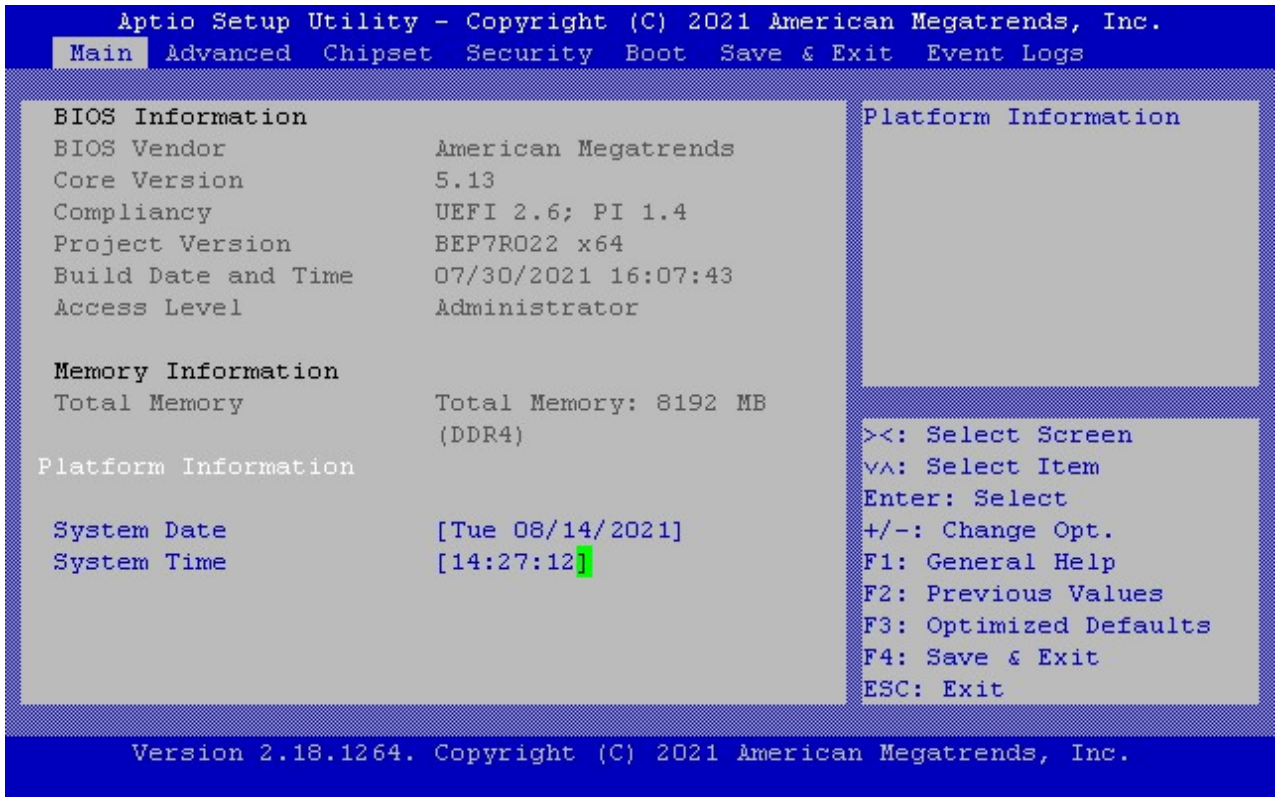 Aptio Setup Utility - Copyright (C) 2021 American Megatrends, Inc.
Main Advanced Chipset Security Boot Save & Exit Event Logs
BIOS Information
BIOS Vendor American Megatrends
Core Version 5.13
Compliancy UEFI 2.6; PI 1.4
Project Version BEP7R022 x64
Build Date and Time 07/30/2021 16:07:43
Access Level Administrator
Memory Information
Total Memory Total Memory: 8192 MB
(DDR4)
Platform Information
System Date [Tue 08/14/2021]
System Time [14:27:12]
Platform Information
><: Select Screen
v^: Select Item
Enter: Select
+/-: Change Opt.
F1: General Help
F2: Previous Values
F3: Optimized Defaults
F4: Save & Exit
ESC: Exit
Version 2.18.1264. Copyright (C) 2021 American Megatrends, Inc.